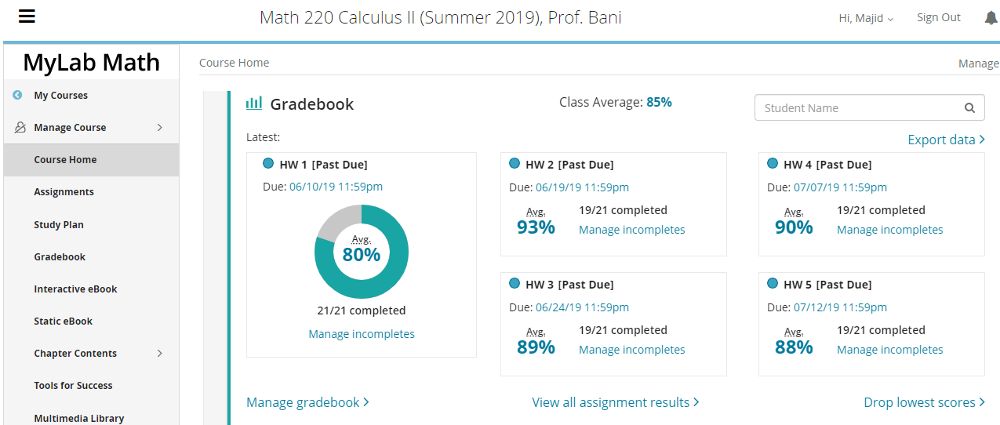 Math 220 Calculus II (Summer 2019), Prof. Bani
Hi, Majid
Sign Out
MyLab Math
My Courses
Manage Course
Course Home
Assignments
Study Plan
Gradebook
Interactive eBook
Static eBook
Chapter Contents
Tools for Success
Multimedia Library
Course Home
Manage
Gradebook
Class Average: 85%
Student Name
Latest:
Export data
HW 1 [Past Due]
Due: 06/10/19 11:59pm
Avg.
80%
21/21 completed
Manage incompletes
HW 2 [Past Due]
Due: 06/19/19 11:59pm
Avg.
93%
19/21 completed
Manage incompletes
HW 4 [Past Due]
Due: 07/07/19 11:59pm
Avg.
90%
19/21 completed
Manage incompletes
HW 3 [Past Due]
Due: 06/24/19 11:59pm
Avg.
89%
19/21 completed
Manage incompletes
HW 5 [Past Due]
Due: 07/12/19 11:59pm
Avg.
88%
19/21 completed
Manage incompletes
Manage gradebook
View all assignment results
Drop lowest scores